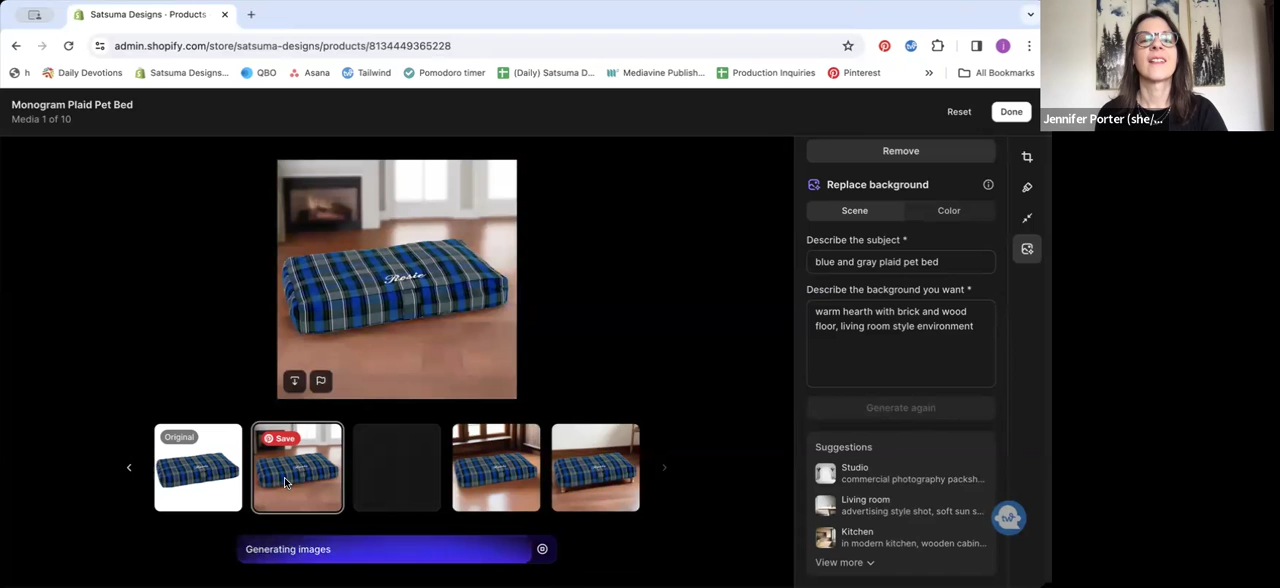 Satsuma Designs · Products
admin.shopify.com/store/satsuma-designs/products/8134449365228
h
Daily Devotions
Satsuma Designs...
QBO
Asana
Tailwind
Pomodoro timer
(Daily) Satsuma D...
Mediavine Publish...
Production Inquiries
Pinterest
All Bookmarks
Monogram Plaid Pet Bed
Media 1 of 10
Reset
Done
Jennifer Porter (she/...
Remove
Replace background
Scene
Color
Describe the subject *
blue and gray plaid pet bed
Describe the background you want *
warm hearth with brick and wood
floor, living room style environment
Generate again
Rosie
Original
Save
Generating images
Suggestions
Studio
commercial photography packsh...
Living room
advertising style shot, soft sun s...
Kitchen
in modern kitchen, wooden cabin...
View more